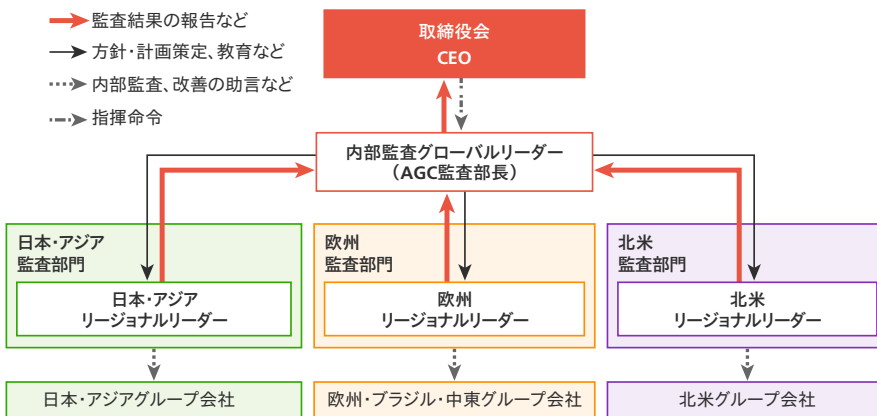 監査結果の報告など
方針・計画策定、教育など
内部監査、改善の助言など
指揮命令
取締役会
CEO
内部監査グローバルリーダー
（AGC監査部長）
日本・アジア
監査部門
日本・アジア
リージョナルリーダー
欧州
監査部門
欧州
リージョナルリーダー
北米
監査部門
北米
リージョナルリーダー
日本・アジアグループ会社
欧州・ブラジル・中東グループ会社
北米グループ会社